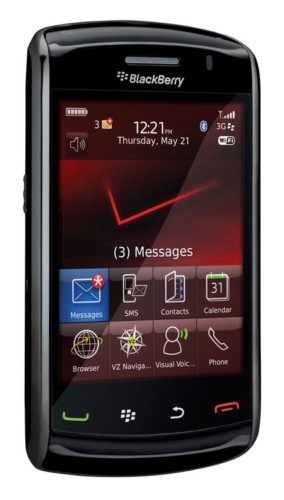 BlackBerry
3
12:21PM
3G
Thursday, May 21
WiFi
(3) Messages
Messages
SMS
Contacts
31
Calendar
Browser
VZ Naviga...
Visual Voic...
Phone